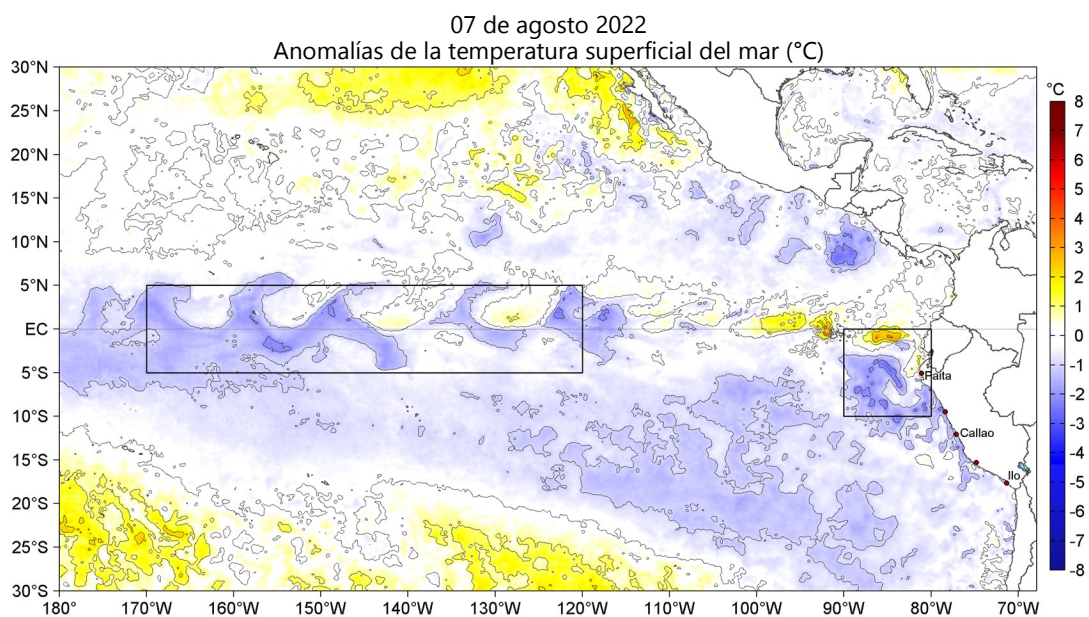 07 de agosto 2022
Anomalías de la temperatura superficial del mar (°C)
30°N
25°N
20°N
15°N
10°N
5°N
EC
5°S
10°S
15°S
20°S
25°S
30°S
180
170°W
160°W
150°W
140°W
130°W
120°W
110°W
100°W
90°W
80°W
70°W
Paita
Callao
Ilo
°C
8
7
6
5
4
3
2
1
0
-1
-2
-3
-4
-5
-6
-7
-8